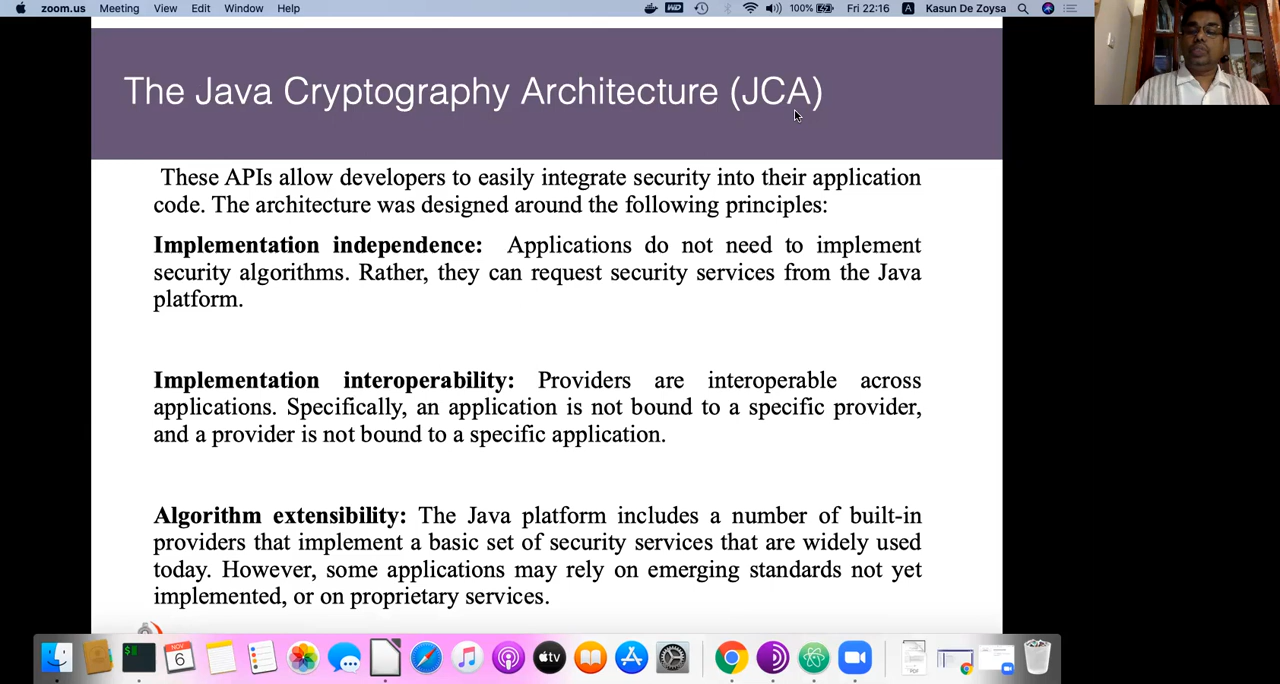 zoom.us Meeting View Edit Window Help 100% Fri 22:16 A Kasun De Zoysa
The Java Cryptography Architecture (JCA)
These APIs allow developers to easily integrate security into their application
code. The architecture was designed around the following principles:
Implementation independence: Applications do not need to implement
security algorithms. Rather, they can request security services from the Java
platform.
Implementation interoperability: Providers are interoperable across
applications. Specifically, an application is not bound to a specific provider,
and a provider is not bound to a specific application.
Algorithm extensibility: The Java platform includes a number of built-in
providers that implement a basic set of security services that are widely used
today. However, some applications may rely on emerging standards not yet
implemented, or on proprietary services.
NOV
6
tv